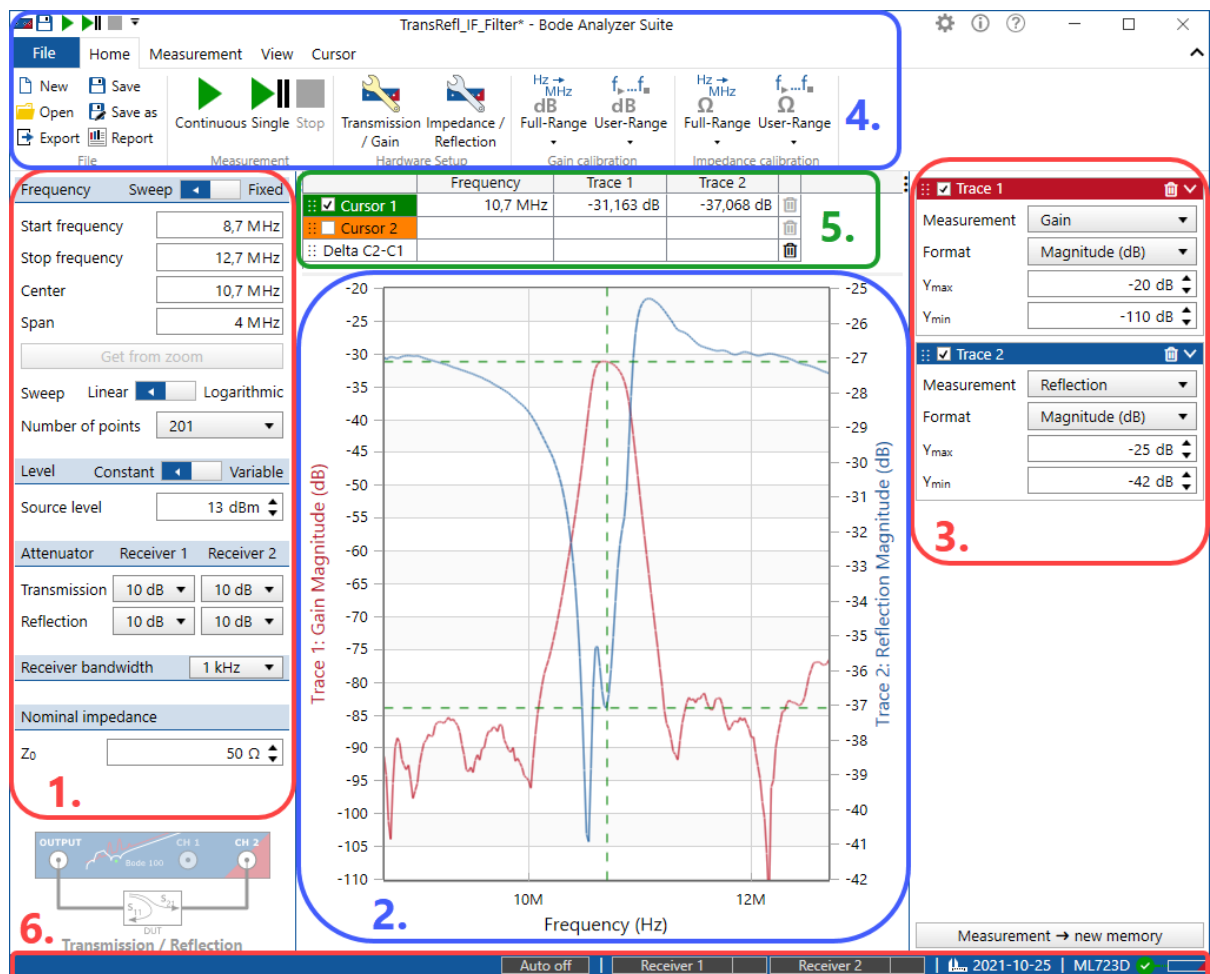 TransRefl_IF_Filter* - Bode Analyzer Suite
File Home Measurement View Cursor
New Save
Open Save as
Export Report
File
Continuous Single Stop
Measurement
Transmission / Gain
Impedance / Reflection
Hardware Setup
Hz → MHz dB
Full-Range
f▸...f■ dB
User-Range
Gain calibration
Hz → MHz Ω
Full-Range
f▸...f■ Ω
User-Range
Impedance calibration
4.
Frequency Sweep Fixed
Start frequency 8,7 MHz
Stop frequency 12,7 MHz
Center 10,7 MHz
Span 4 MHz
Get from zoom
Sweep Linear Logarithmic
Number of points 201
Level Constant Variable
Source level 13 dBm
Attenuator Receiver 1 Receiver 2
Transmission 10 dB 10 dB
Reflection 10 dB 10 dB
Receiver bandwidth 1 kHz
Nominal impedance
Z0 50 Ω
1.
OUTPUT CH 1 CH 2
Bode 100
S11 S21
DUT
Transmission / Reflection
6.
Frequency Trace 1 Trace 2
Cursor 1 10,7 MHz -31,163 dB -37,068 dB
Cursor 2
Delta C2-C1
5.
Trace 1: Gain Magnitude (dB)
-20
-25
-30
-35
-40
-45
-50
-55
-60
-65
-70
-75
-80
-85
-90
-95
-100
-105
-110
-25
-26
-27
-28
-29
-30
-31
-32
-33
-34
-35
-36
-37
-38
-39
-40
-41
-42
Trace 2: Reflection Magnitude (dB)
10M 12M
Frequency (Hz)
2.
Trace 1
Measurement Gain
Format Magnitude (dB)
Ymax -20 dB
Ymin -110 dB
Trace 2
Measurement Reflection
Format Magnitude (dB)
Ymax -25 dB
Ymin -42 dB
3.
Measurement → new memory
Auto off | Receiver 1 Receiver 2 | 2021-10-25 | ML723D